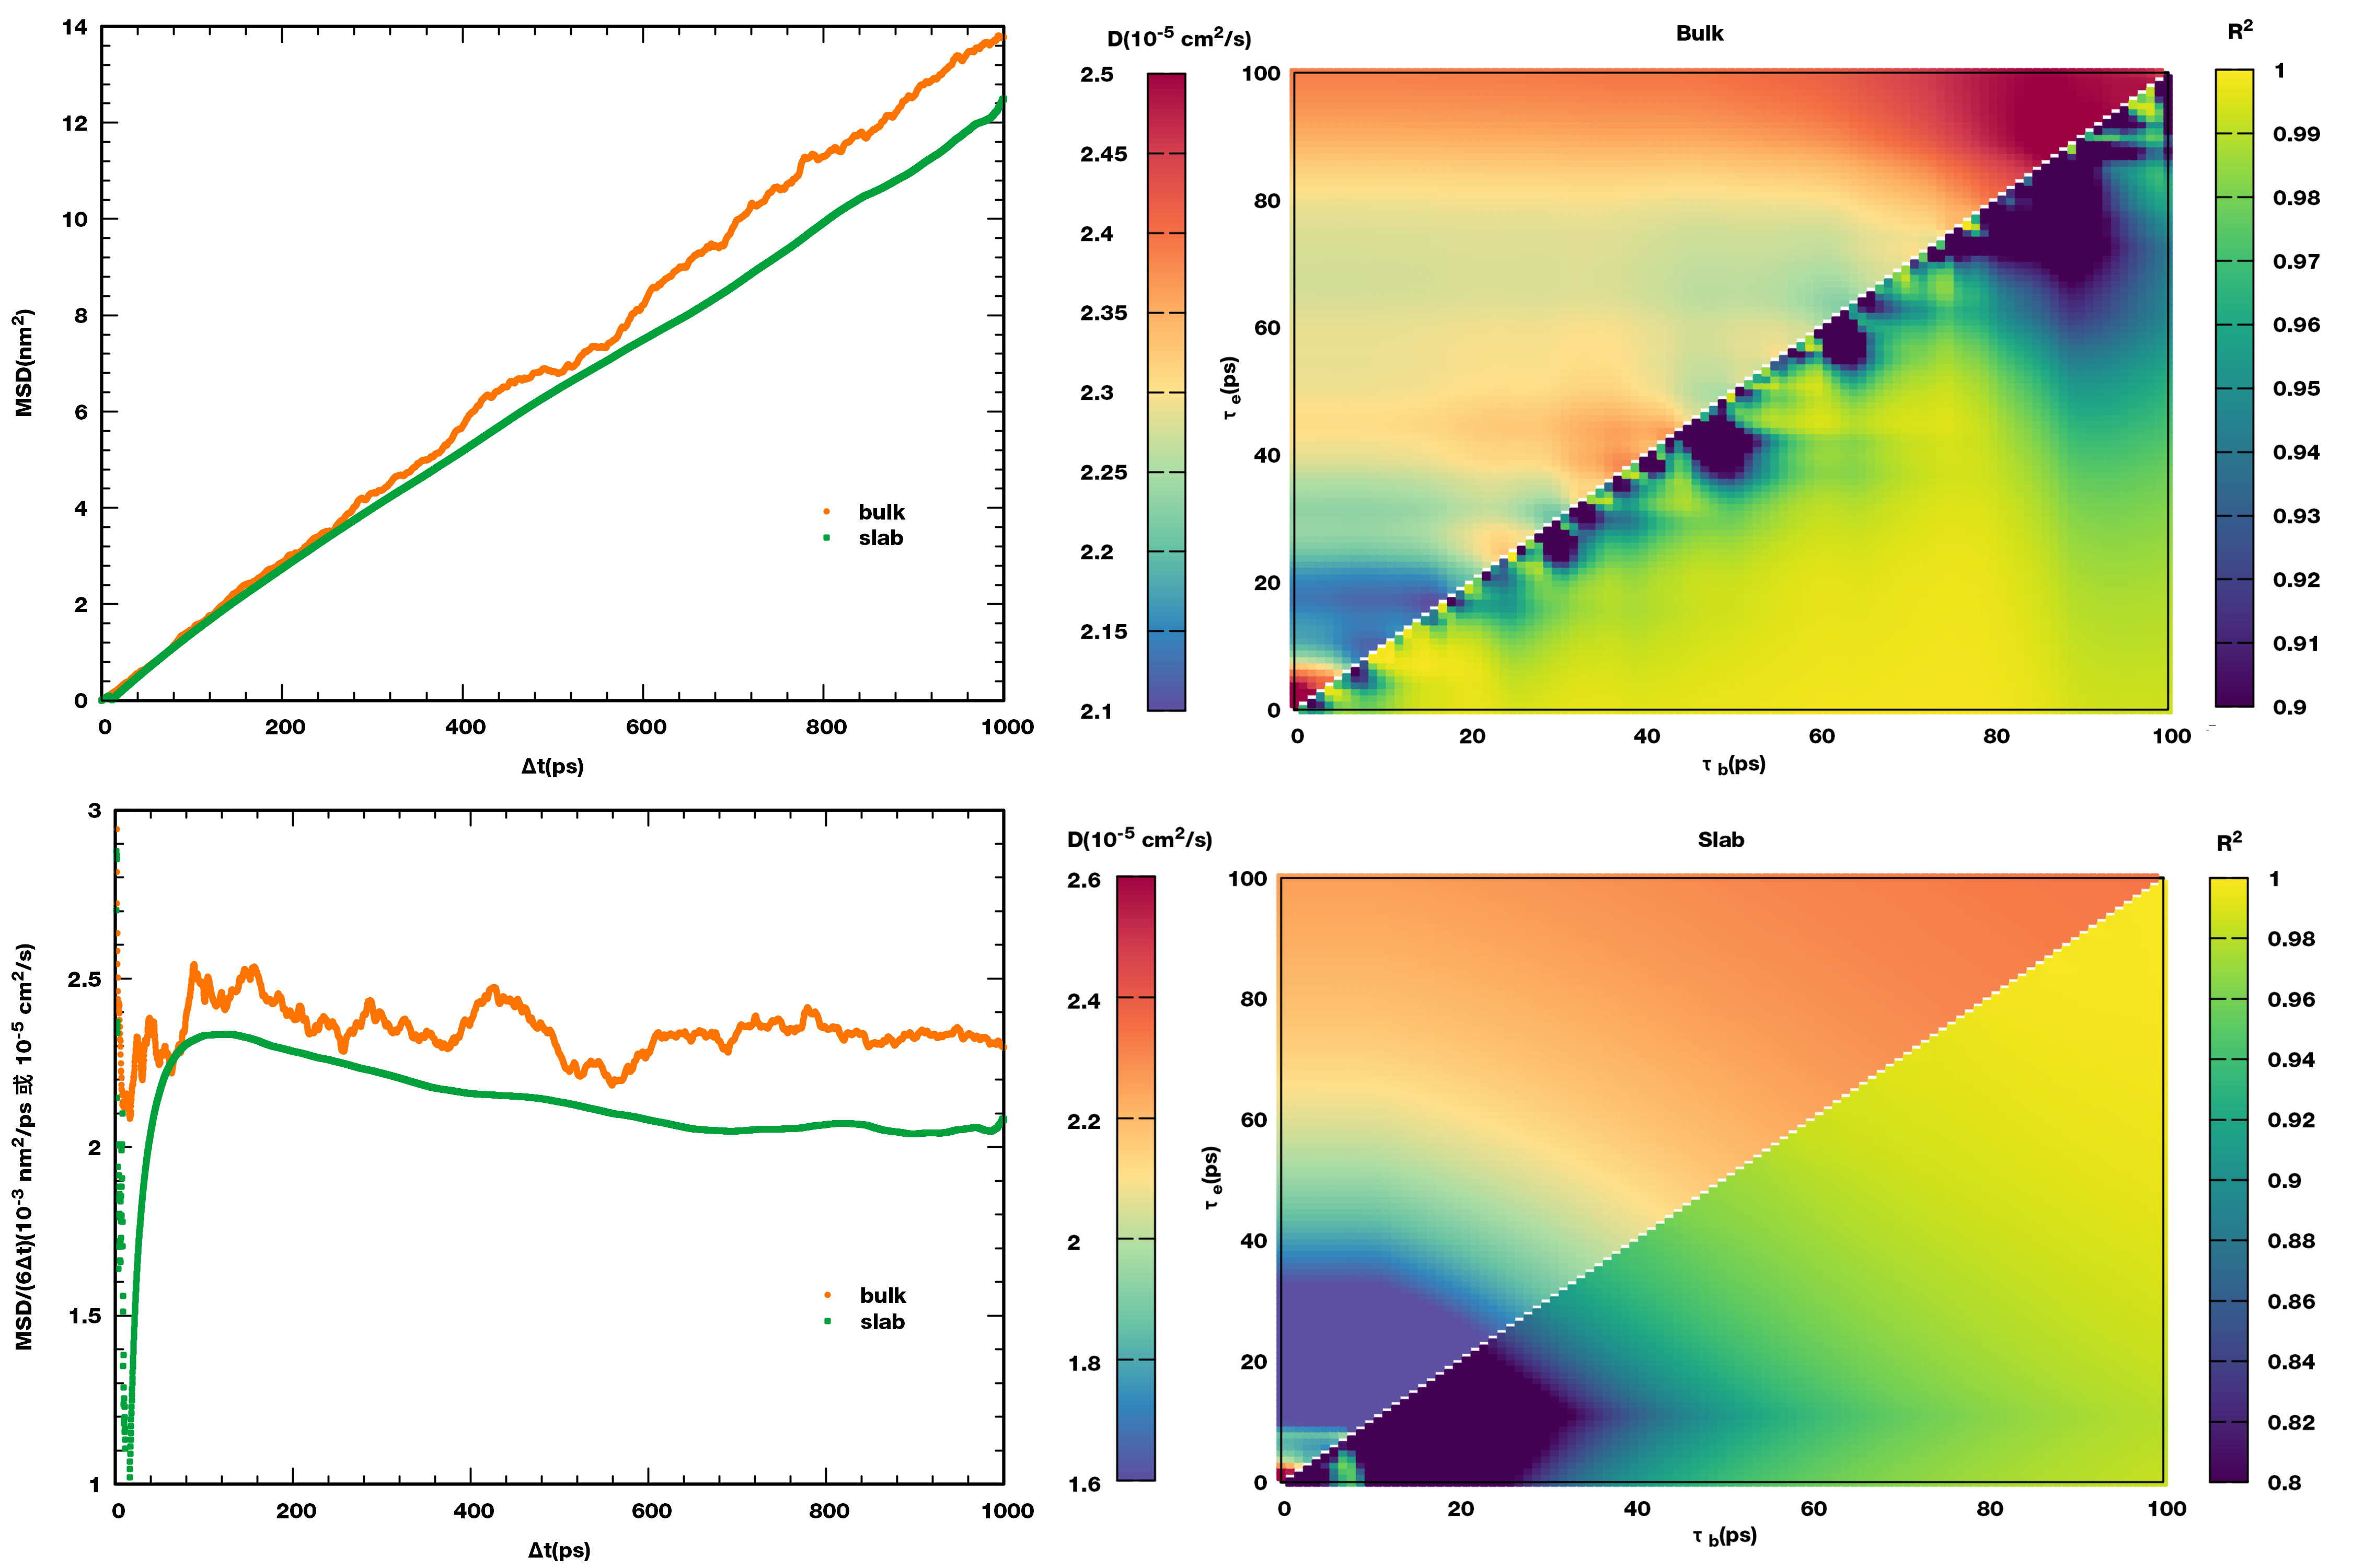 MSD(nm2)
14
12
10
8
6
4
2
0
0 200 400 600 800 1000
Δt(ps)
bulk
slab
D(10-5 cm2/s)
2.5
2.45
2.4
2.35
2.3
2.25
2.2
2.15
2.1
Bulk
τ e(ps)
100
80
60
40
20
0
0 20 40 60 80 100
τ b(ps)
R2
1
0.99
0.98
0.97
0.96
0.95
0.94
0.93
0.92
0.91
0.9
MSD/(6Δt)(10-3 nm2/ps 或 10-5 cm2/s)
3
2.5
2
1.5
1
0 200 400 600 800 1000
Δt(ps)
bulk
slab
D(10-5 cm2/s)
2.6
2.4
2.2
2
1.8
1.6
Slab
τ e(ps)
100
80
60
40
20
0
0 20 40 60 80 100
τ b(ps)
R2
1
0.98
0.96
0.94
0.92
0.9
0.88
0.86
0.84
0.82
0.8